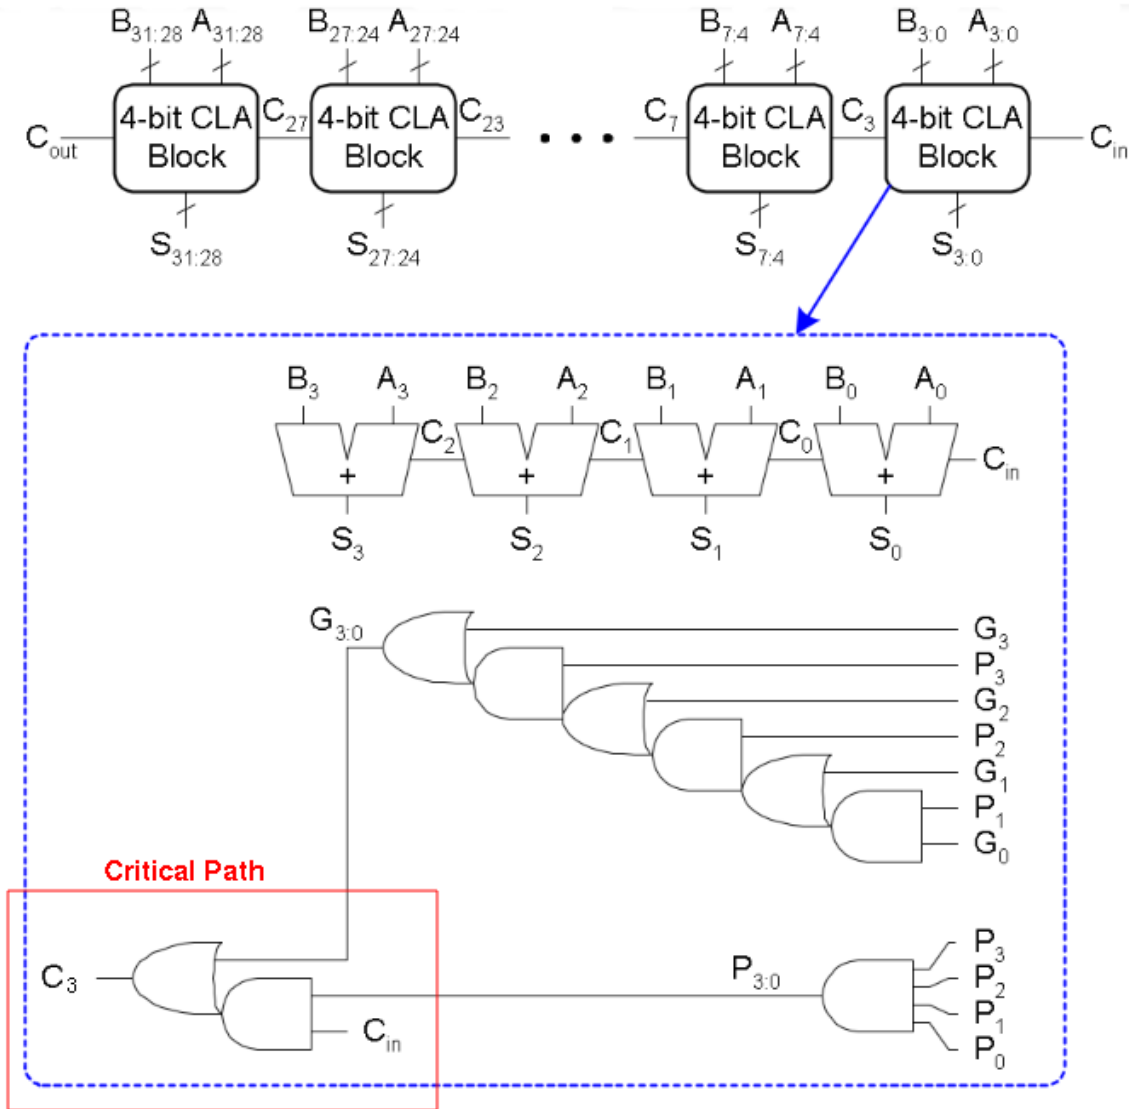 B31:28 A31:28 B27:24 A27:24 B7:4 A7:4 B3:0 A3:0
Cout 4-bit CLA Block C27 4-bit CLA Block C23 • • • C7 4-bit CLA Block C3 4-bit CLA Block Cin
S31:28 S27:24 S7:4 S3:0
B3 A3 B2 A2 B1 A1 B0 A0
C2 C1 C0 Cin
+ + + +
S3 S2 S1 S0
G3:0 G3
P3
G2
P2
G1
P1
G0
Critical Path
P3:0 P3
C3 P2
P1
Cin P0